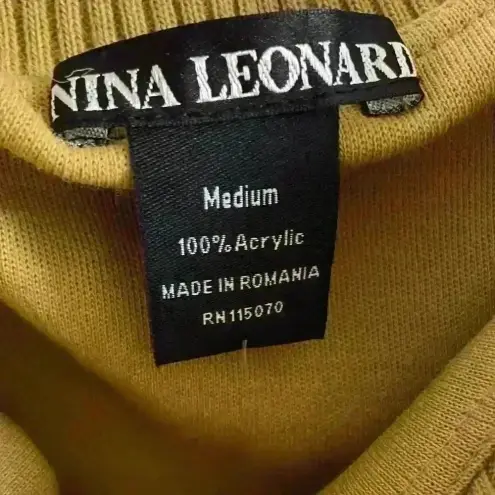 NINA LEONARD
Medium
100% Acrylic
MADE IN ROMANIA
RN 115070